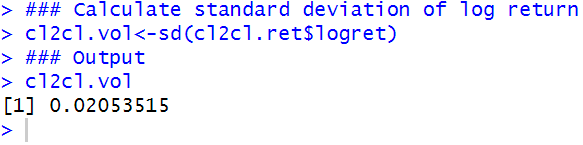 > ### Calculate standard deviation of log return
> cl2cl.vol<-sd(cl2cl.ret$logret)
> ### Output
> cl2cl.vol
[1] 0.02053515
>